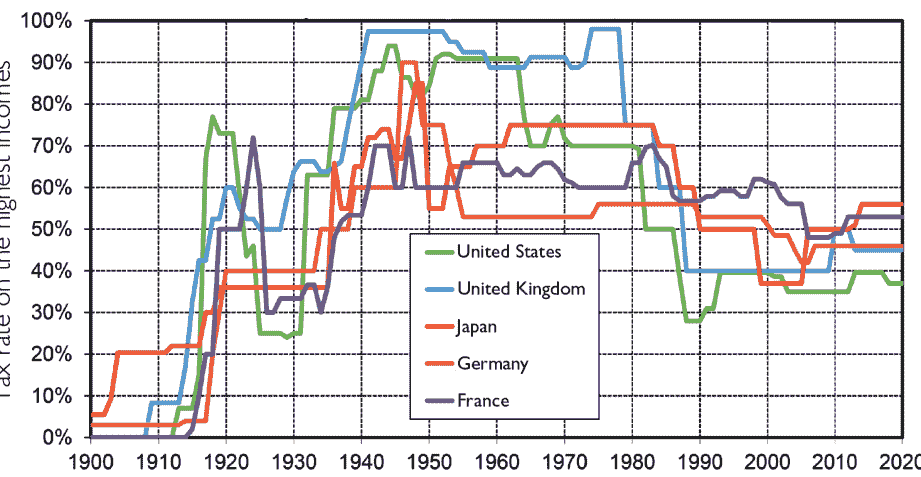 Tax rate on the highest incomes
100%
90%
80%
70%
60%
50%
40%
30%
20%
10%
0%
United States
United Kingdom
Japan
Germany
France
1900 1910 1920 1930 1940 1950 1960 1970 1980 1990 2000 2010 2020